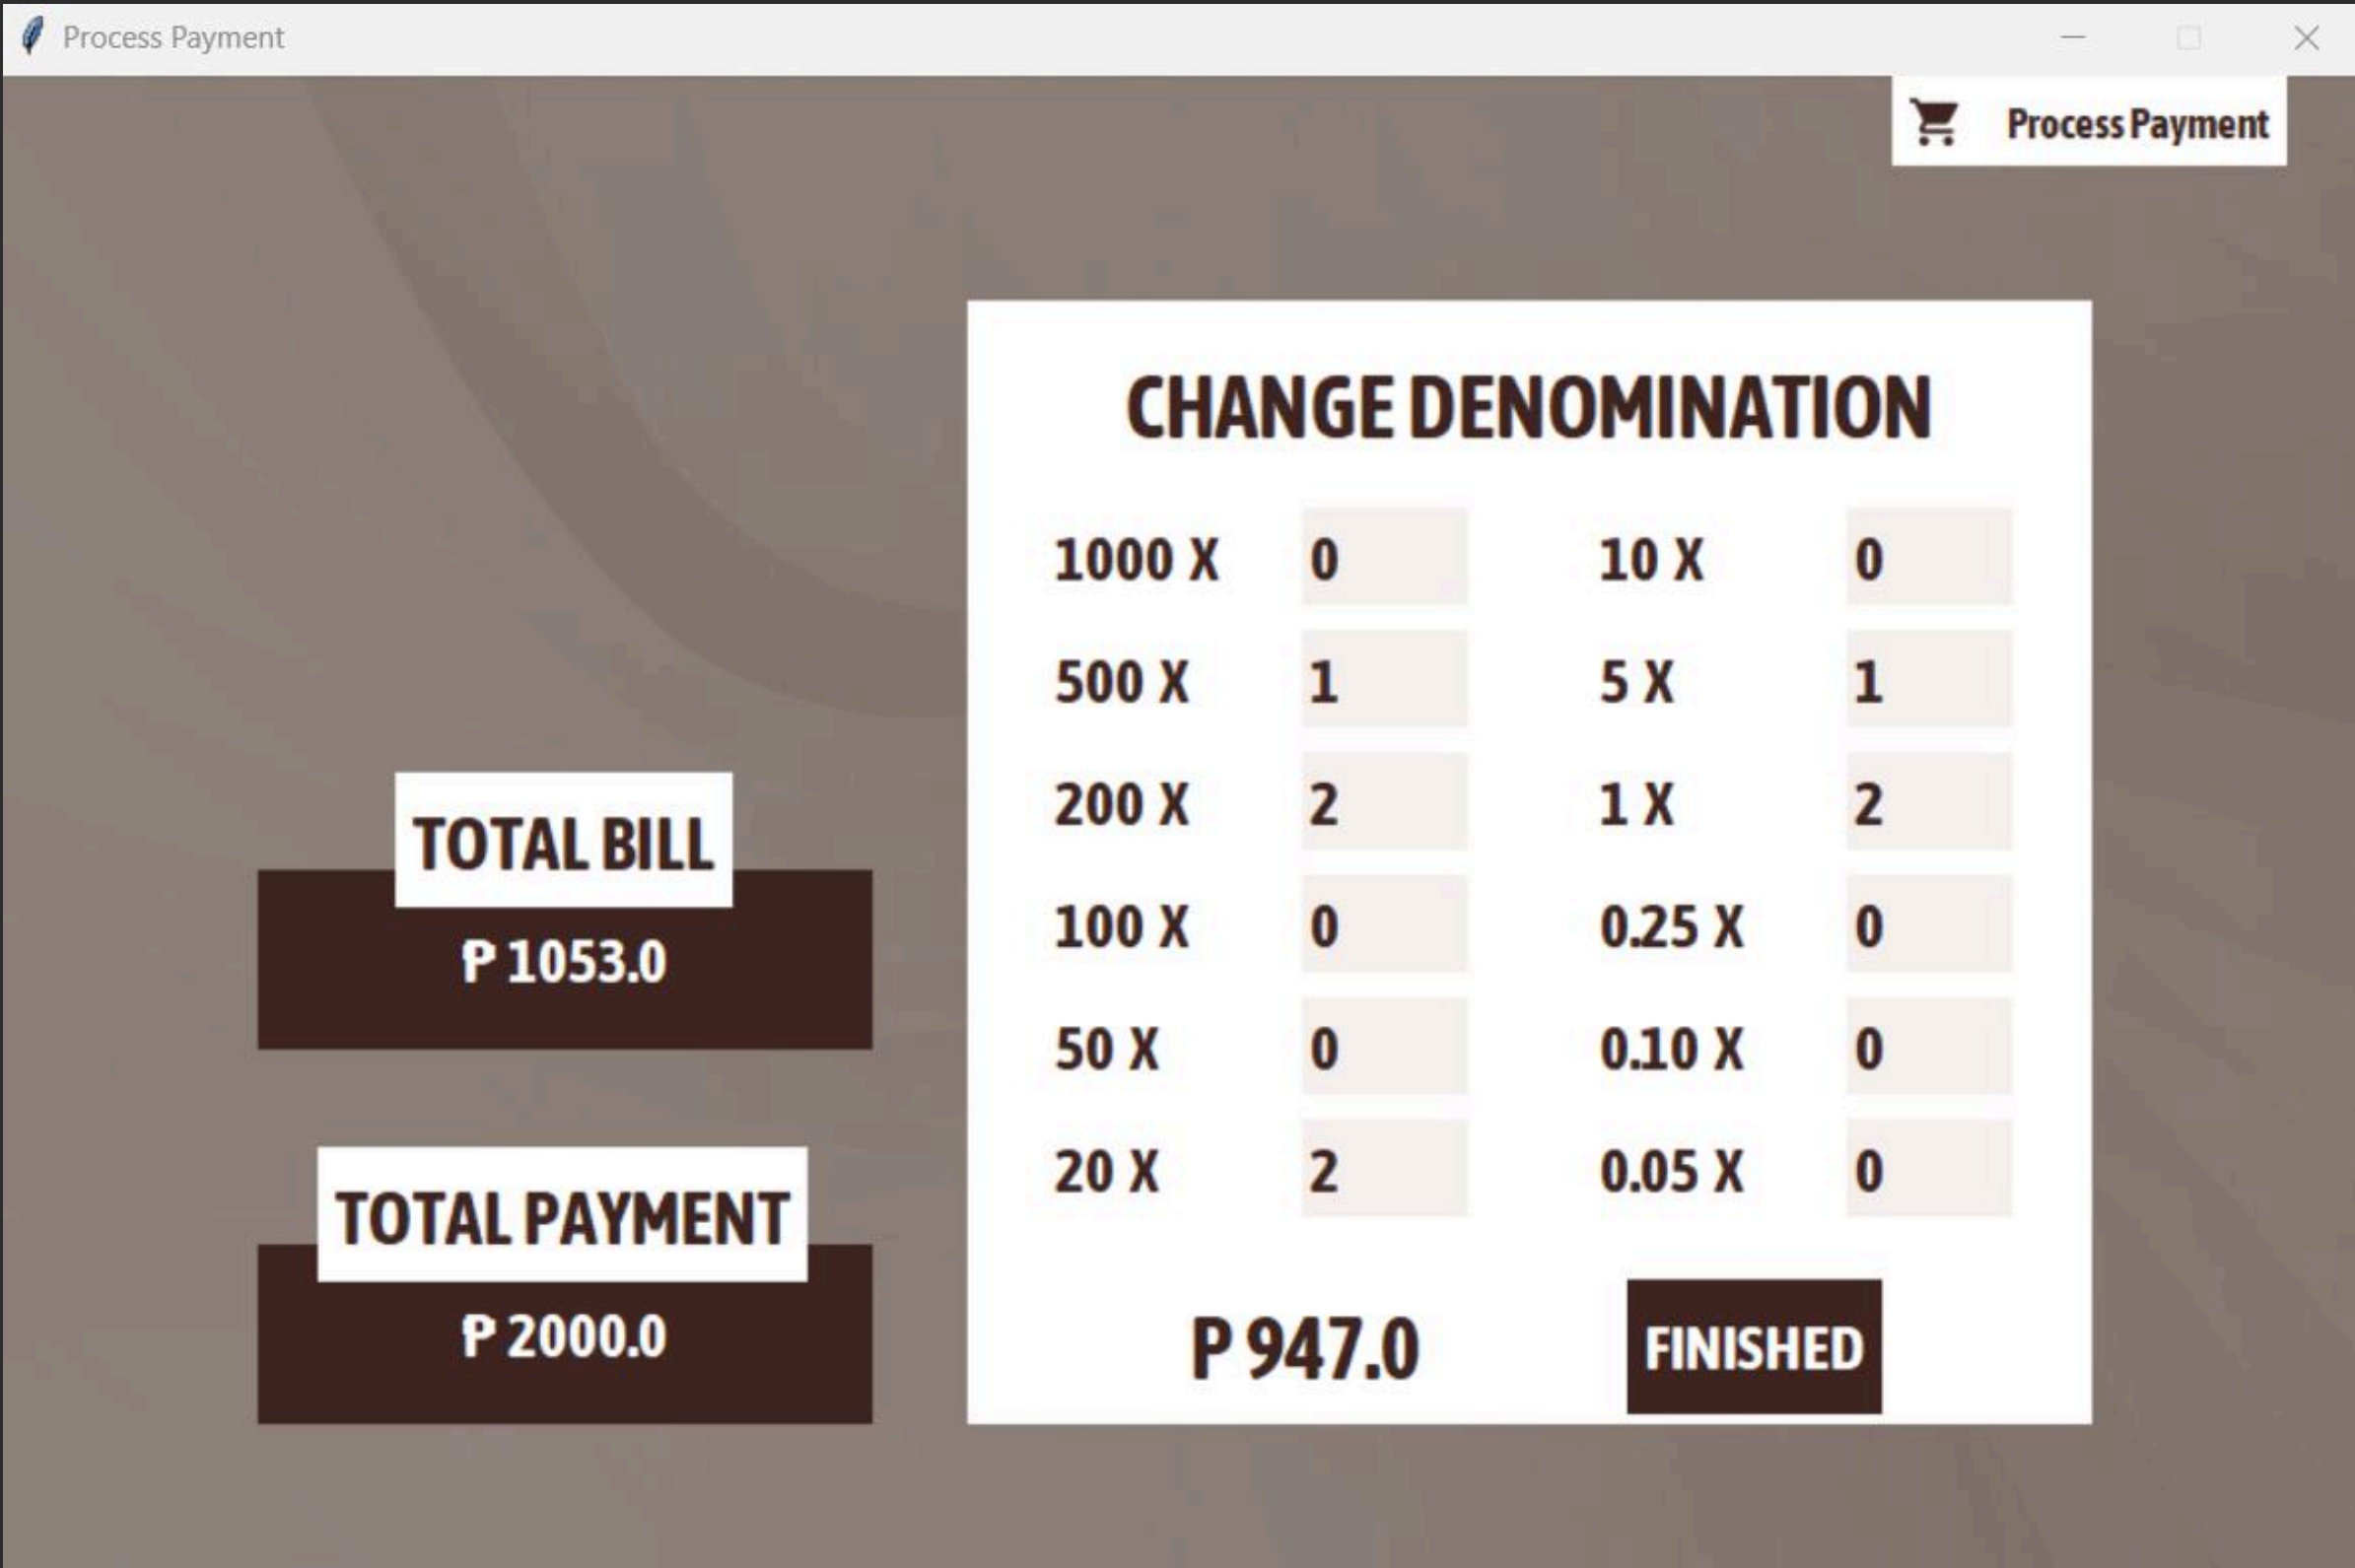 Process Payment
Process Payment
CHANGE DENOMINATION
1000 X 0 10 X 0
500 X 1 5 X 1
200 X 2 1 X 2
100 X 0 0.25 X 0
50 X 0 0.10 X 0
20 X 2 0.05 X 0
P 947.0 FINISHED
TOTAL BILL
₱ 1053.0
TOTAL PAYMENT
₱ 2000.0